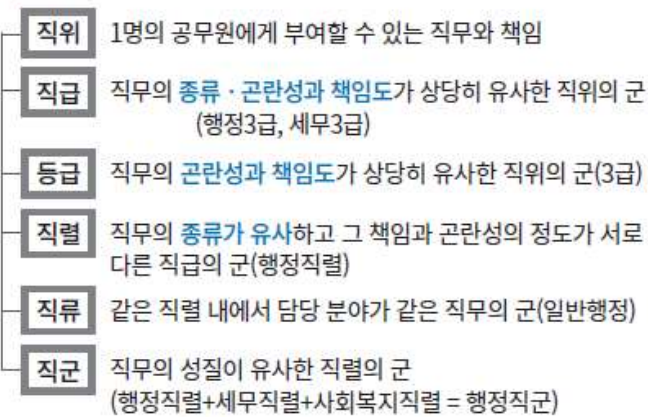 직위 1명의 공무원에게 부여할 수 있는 직무와 책임
직급 직무의 종류·곤란성과 책임도가 상당히 유사한 직위의 군
(행정3급, 세무3급)
등급 직무의 곤란성과 책임도가 상당히 유사한 직위의 군(3급)
직렬 직무의 종류가 유사하고 그 책임과 곤란성의 정도가 서로
다른 직급의 군(행정직렬)
직류 같은 직렬 내에서 담당 분야가 같은 직무의 군(일반행정)
직군 직무의 성질이 유사한 직렬의 군
(행정직렬+세무직렬+사회복지직렬 = 행정직군)